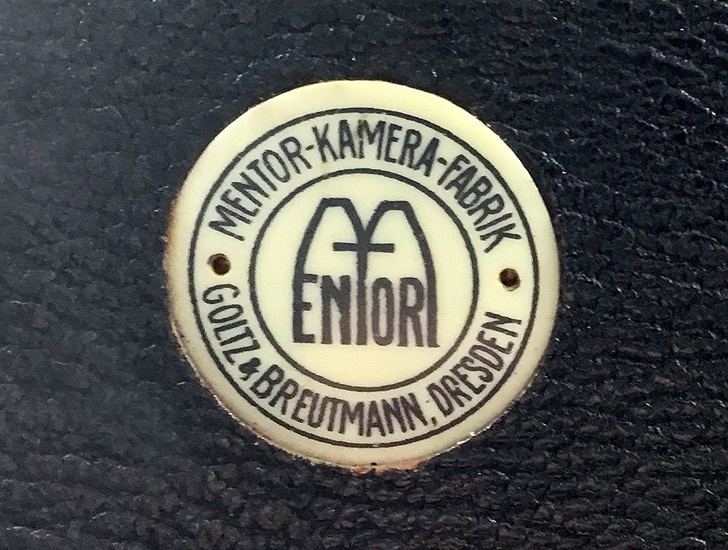 MENTOR-KAMERA-FABRIK
MENTOR
GOLTZ & BREUTMANN, DRESDEN